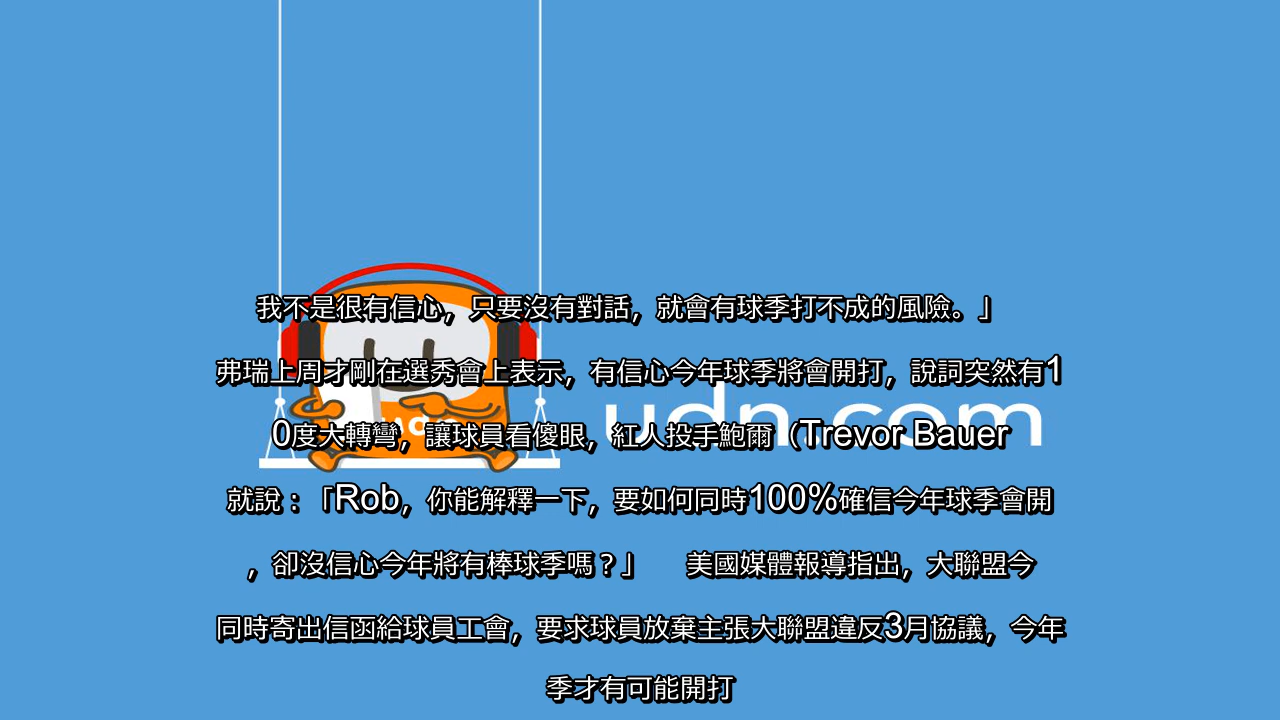 我不是很有信心，只要沒有對話，就會有球季打不成的風險。」
弗瑞上周才剛在選秀會上表示，有信心今年球季將會開打，說詞突然有1
0度大轉彎，讓球員看傻眼，紅人投手鮑爾（Trevor Bauer
就說：「Rob，你能解釋一下，要如何同時100%確信今年球季會開
，卻沒信心今年將有棒球季嗎？」　　美國媒體報導指出，大聯盟今
同時寄出信函給球員工會，要求球員放棄主張大聯盟違反3月協議，今年
季才有可能開打
udn.com